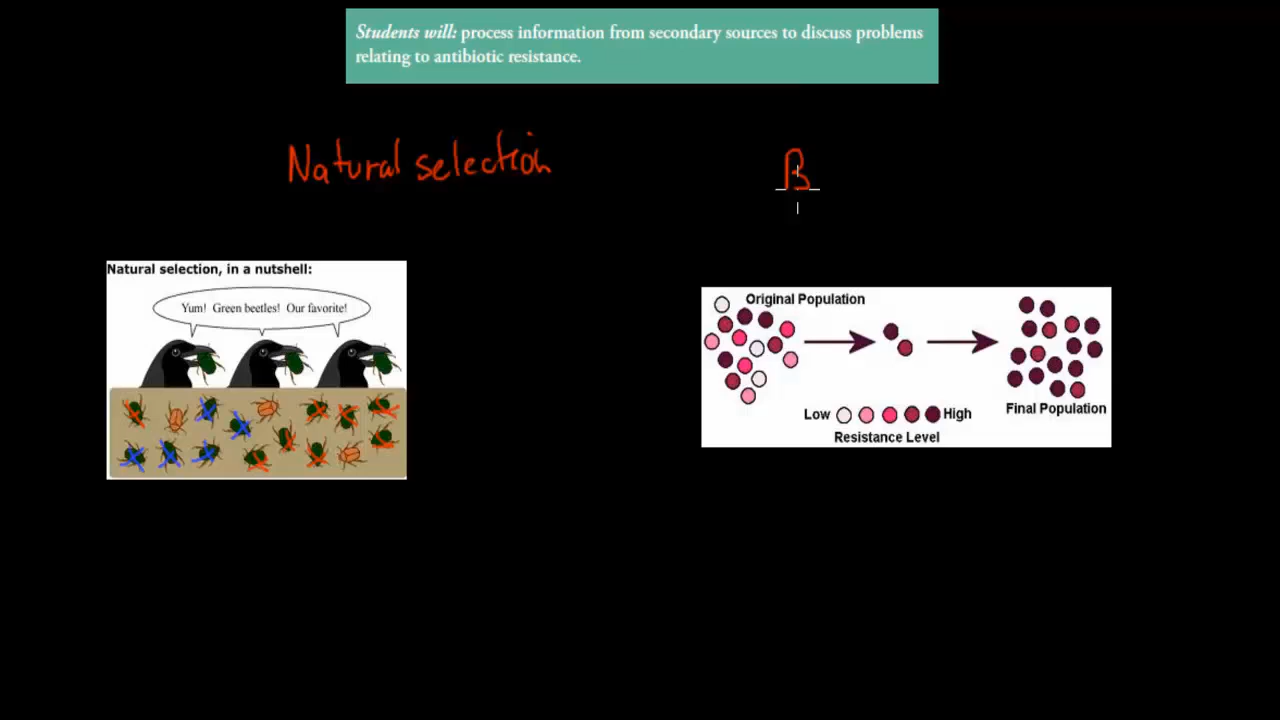 Students will: process information from secondary sources to discuss problems
relating to antibiotic resistance.
Natural selection
B
Natural selection, in a nutshell:
Yum! Green beetles! Our favorite!
Original Population
Low High
Resistance Level
Final Population